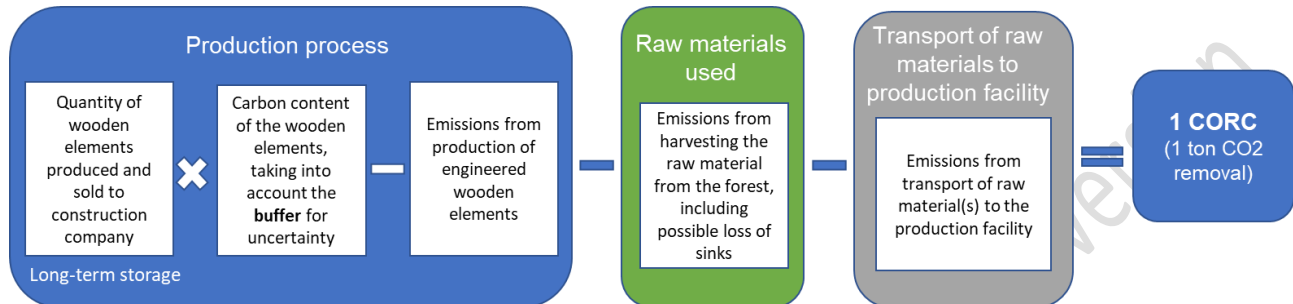 Production process
Quantity of
wooden
elements
produced and
sold to
construction
company
Long-term storage
Carbon content
of the wooden
elements,
taking into
account the
buffer for
uncertainty
Emissions from
production of
engineered
wooden
elements
Raw materials
used
Emissions from
harvesting the
raw material
from the forest,
including
possible loss of
sinks
Transport of raw
materials to
production facility
Emissions from
transport of raw
material(s) to the
production facility
1 CORC
(1 ton CO2
removal)